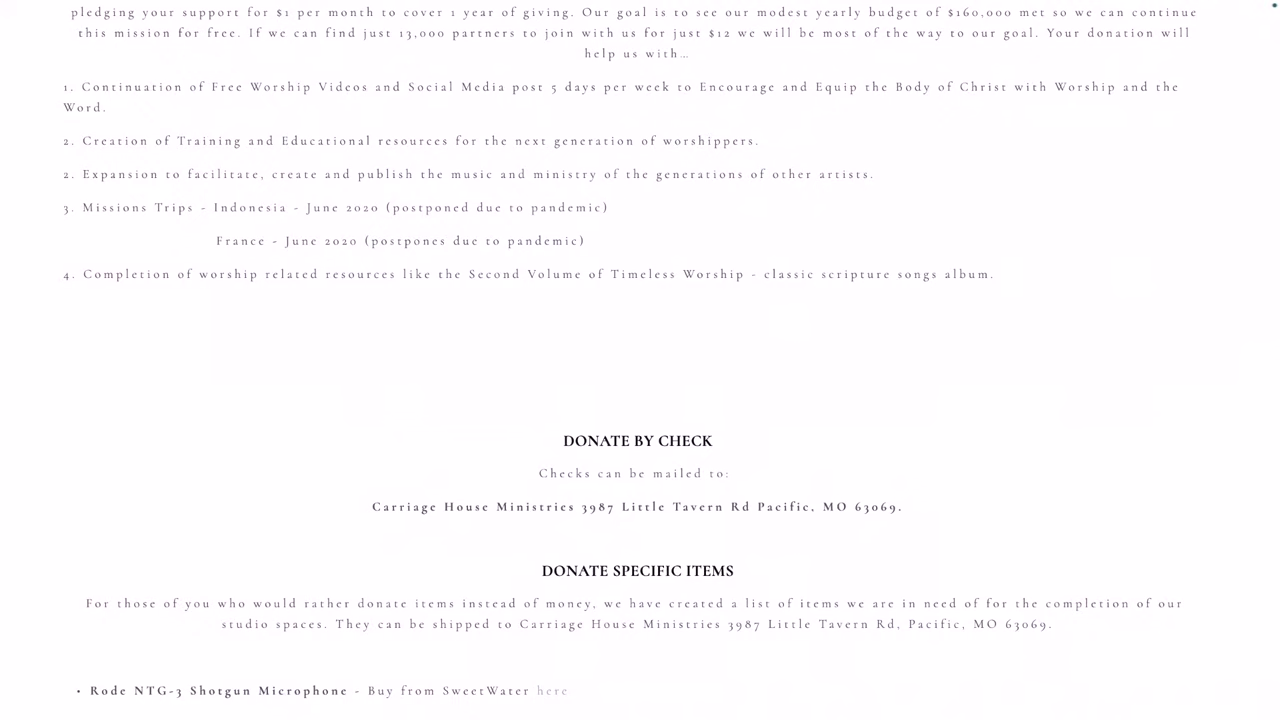 pledging your support for $1 per month to cover 1 year of giving. Our goal is to see our modest yearly budget of $160,000 met so we can continue
this mission for free. If we can find just 13,000 partners to join with us for just $12 we will be most of the way to our goal. Your donation will
help us with…
1. Continuation of Free Worship Videos and Social Media post 5 days per week to Encourage and Equip the Body of Christ with Worship and the
Word.
2. Creation of Training and Educational resources for the next generation of worshippers.
2. Expansion to facilitate, create and publish the music and ministry of the generations of other artists.
3. Missions Trips - Indonesia - June 2020 (postponed due to pandemic)
France - June 2020 (postpones due to pandemic)
4. Completion of worship related resources like the Second Volume of Timeless Worship - classic scripture songs album.
DONATE BY CHECK
Checks can be mailed to:
Carriage House Ministries 3987 Little Tavern Rd Pacific, MO 63069.
DONATE SPECIFIC ITEMS
For those of you who would rather donate items instead of money, we have created a list of items we are in need of for the completion of our
studio spaces. They can be shipped to Carriage House Ministries 3987 Little Tavern Rd, Pacific, MO 63069.
• Rode NTG-3 Shotgun Microphone - Buy from SweetWater here